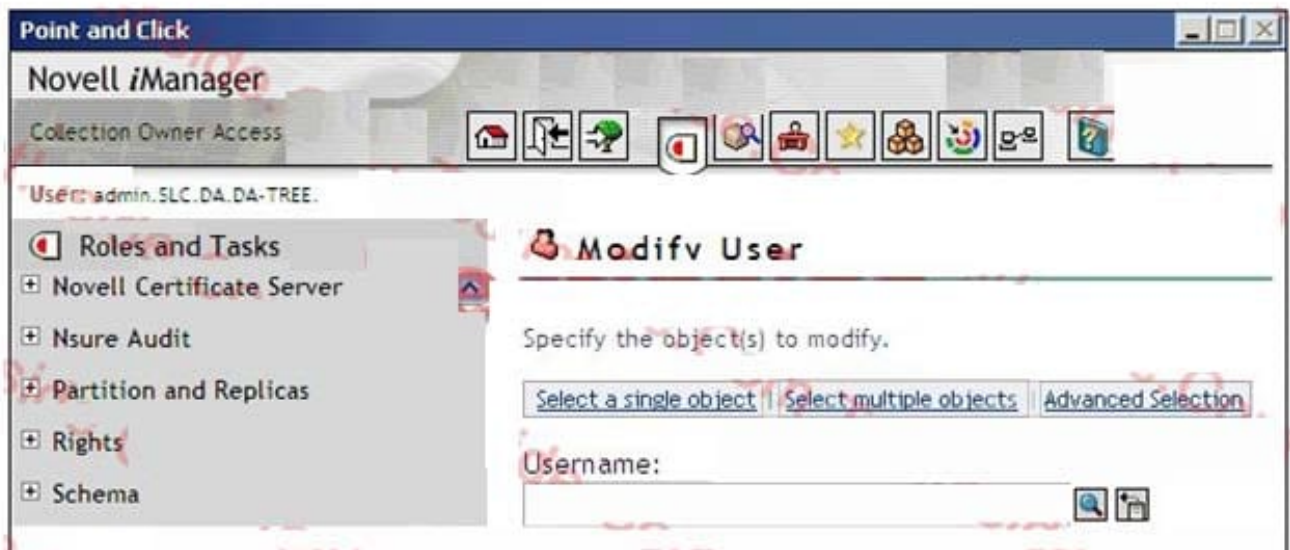 Point and Click
Novell iManager
Collection Owner Access
User: admin.SLC.DA.DA-TREE.
Roles and Tasks
Novell Certificate Server
Nsure Audit
Partition and Replicas
Rights
Schema
Modify User
Specify the object(s) to modify.
Select a single object | Select multiple objects | Advanced Selection
Username: